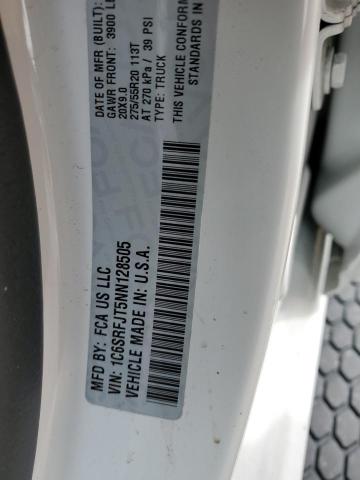 MFD BY: FCA US LLC
DATE OF MFR (BUILT):
GAWR FRONT: 3900 L
20X9.0
275/55R20 113T
AT 270 kPa / 39 PSI
THIS VEHICLE CONFORM
STANDARDS IN
TYPE: TRUCK
VIN: 1C6SRFJT5NN128505
VEHICLE MADE IN: U.S.A.